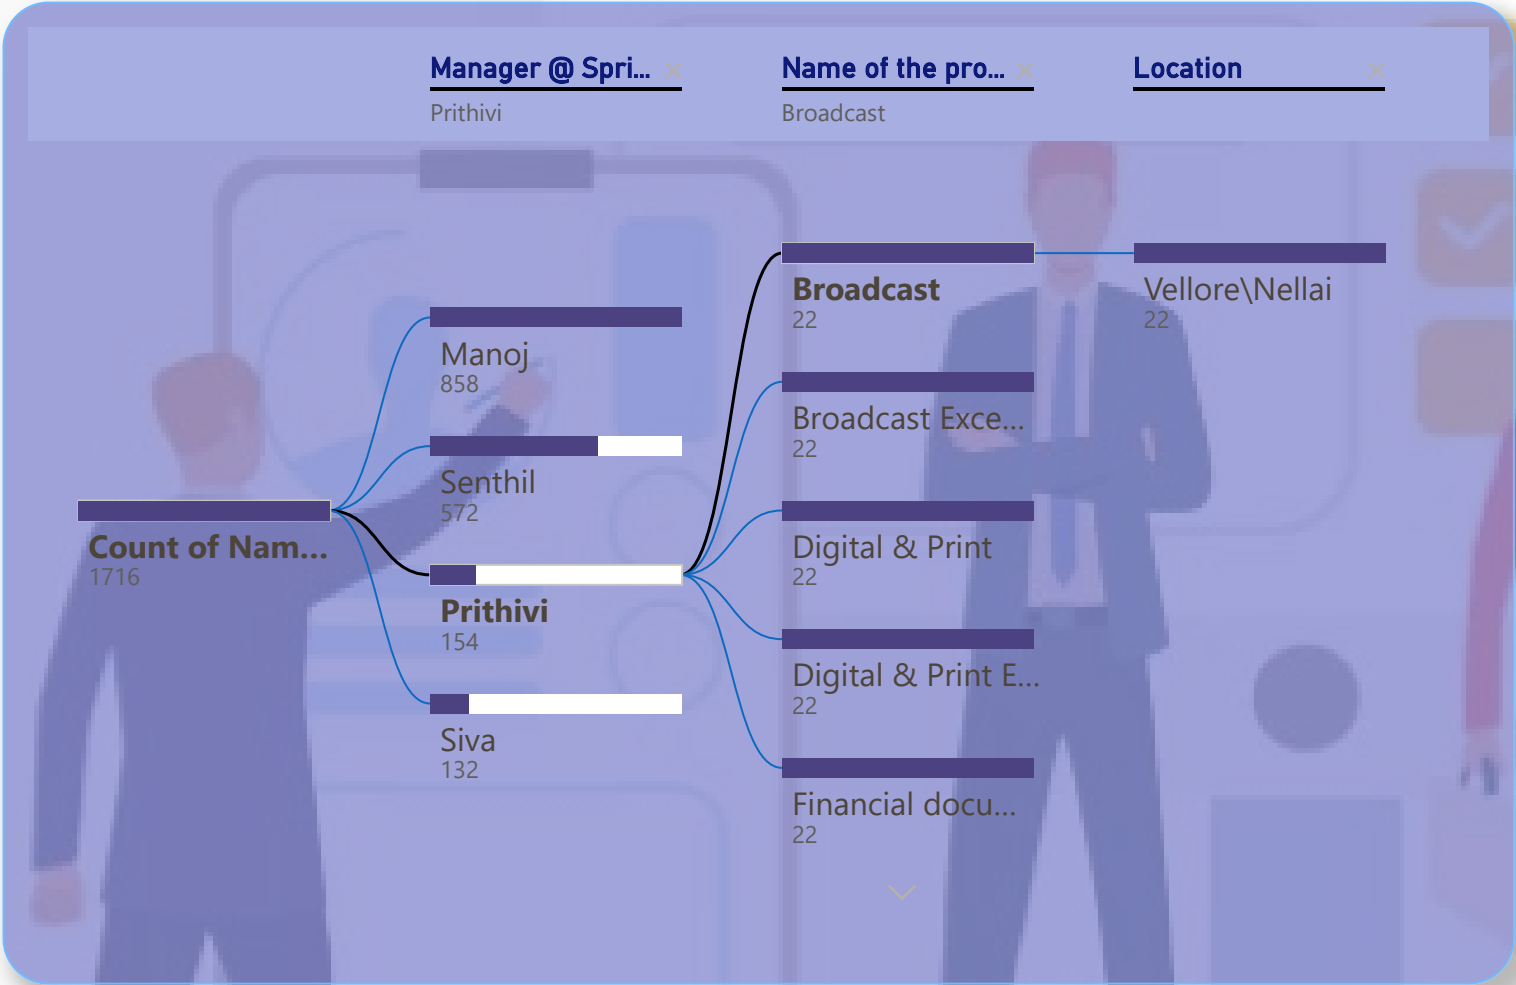 Manager @ Spri...
Name of the pro...
Location
Prithivi
Broadcast
Count of Nam...
1716
Manoj
858
Senthil
572
Prithivi
154
Siva
132
Broadcast
22
Broadcast Exce...
22
Digital & Print
22
Digital & Print E...
22
Financial docu...
22
Vellore\Nellai
22